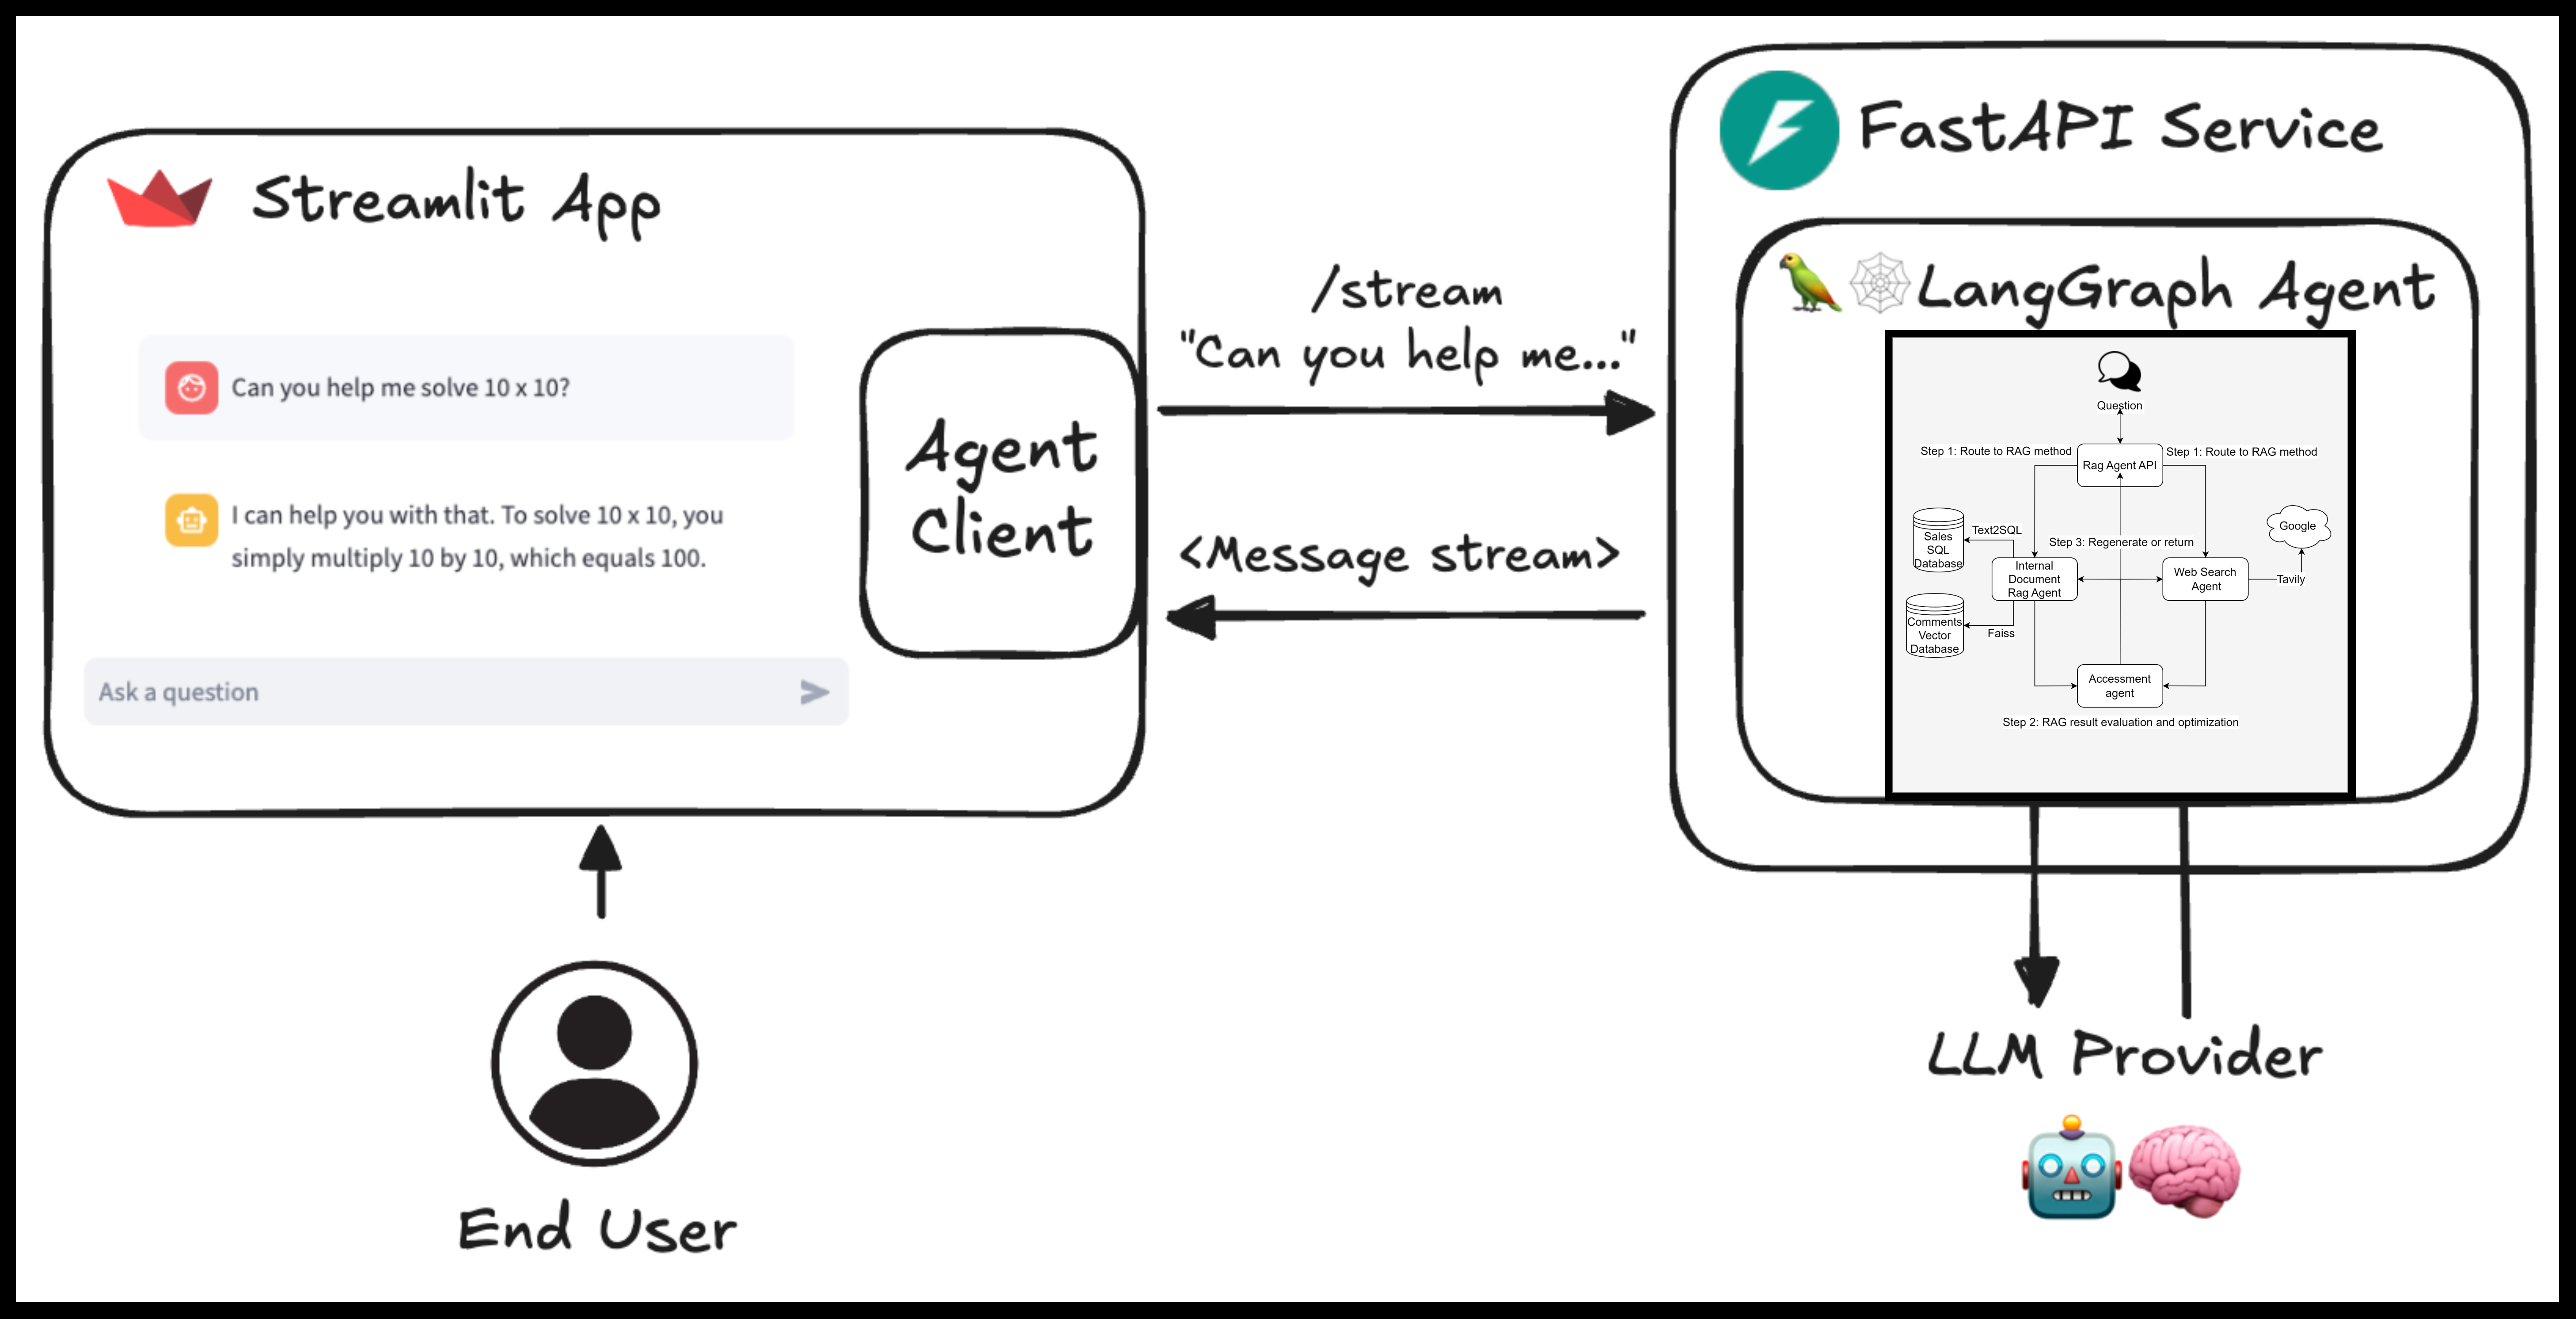 Streamlit App
Can you help me solve 10 x 10?
I can help you with that. To solve 10 x 10, you
simply multiply 10 by 10, which equals 100.
Ask a question
Agent
Client
End User
/stream
"Can you help me..."
<Message stream>
FastAPI Service
LangGraph Agent
Question
Step 1: Route to RAG method
Rag Agent API
Step 1: Route to RAG method
Sales
SQL
Database
Text2SQL
Step 3: Regenerate or return
Google
Internal
Document
Rag Agent
Web Search
Agent
Tavily
Comments
Vector
Database
Faiss
Accessment
agent
Step 2: RAG result evaluation and optimization
LLM Provider